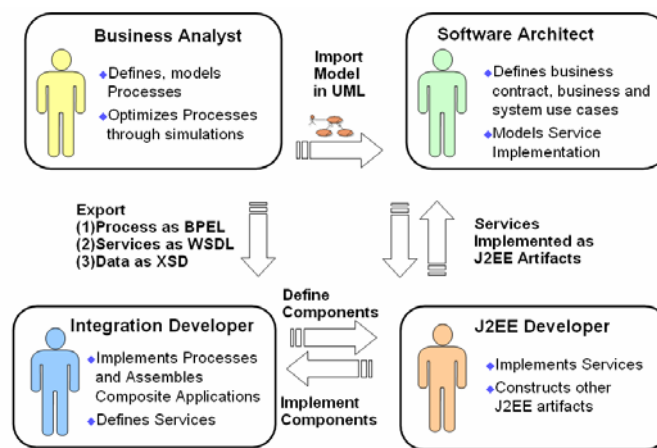 Business Analyst
Defines, models
Processes
Optimizes Processes
through simulations
Import
Model
in UML
Software Architect
Defines business
contract, business and
system use cases
Models Service
Implementation
Export
(1)Process as BPEL
(2)Services as WSDL
(3)Data as XSD
Services
Implemented as
J2EE Artifacts
Integration Developer
Implements Processes
and Assembles
Composite Applications
Defines Services
Define
Components
Implement
Components
J2EE Developer
Implements Services
Constructs other
J2EE artifacts